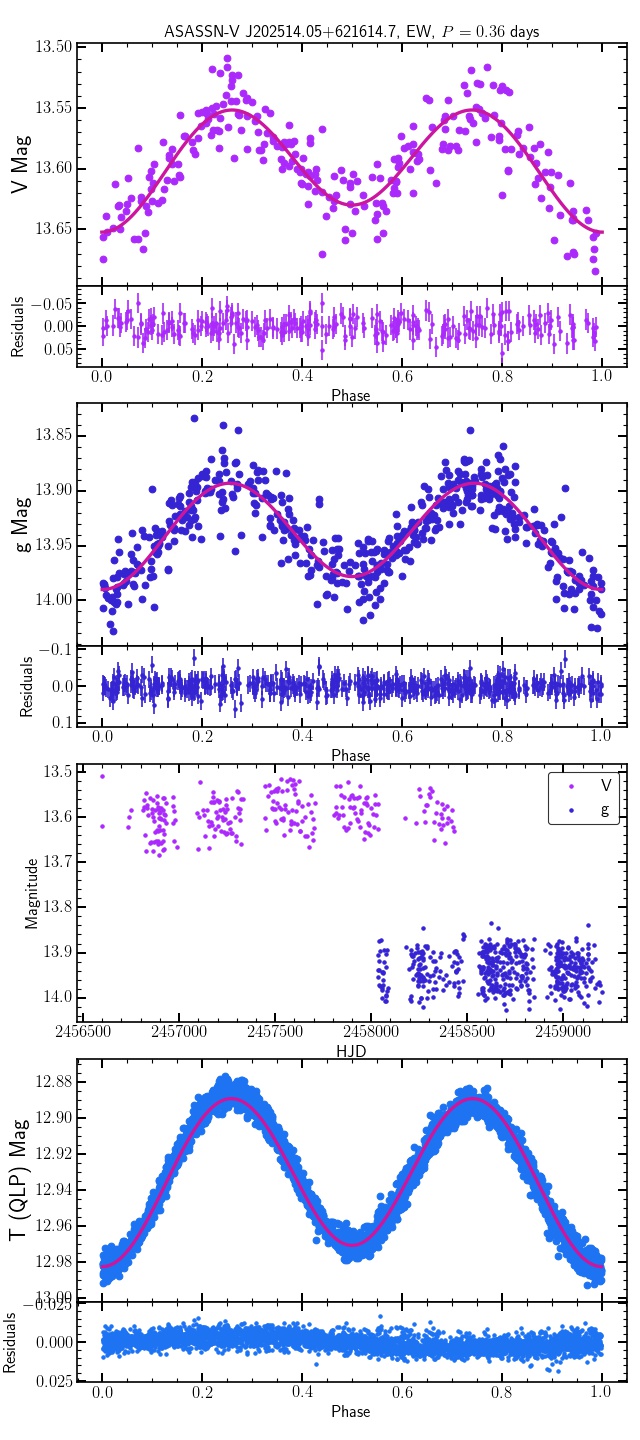 ASASSN-V J202514.05+621614.7, EW, P = 0.36 days
13.50
13.55
13.60
13.65
V Mag
−0.05
0.00
0.05
Residuals
0.0 0.2 0.4 0.6 0.8 1.0
Phase
13.85
13.90
13.95
14.00
g Mag
−0.1
0.0
0.1
Residuals
0.0 0.2 0.4 0.6 0.8 1.0
Phase
13.5
13.6
13.7
13.8
13.9
14.0
Magnitude
V
g
2456500 2457000 2457500 2458000 2458500 2459000
HJD
12.88
12.90
12.92
12.94
12.96
12.98
13.00
T (QLP) Mag
−0.025
0.000
0.025
Residuals
0.0 0.2 0.4 0.6 0.8 1.0
Phase